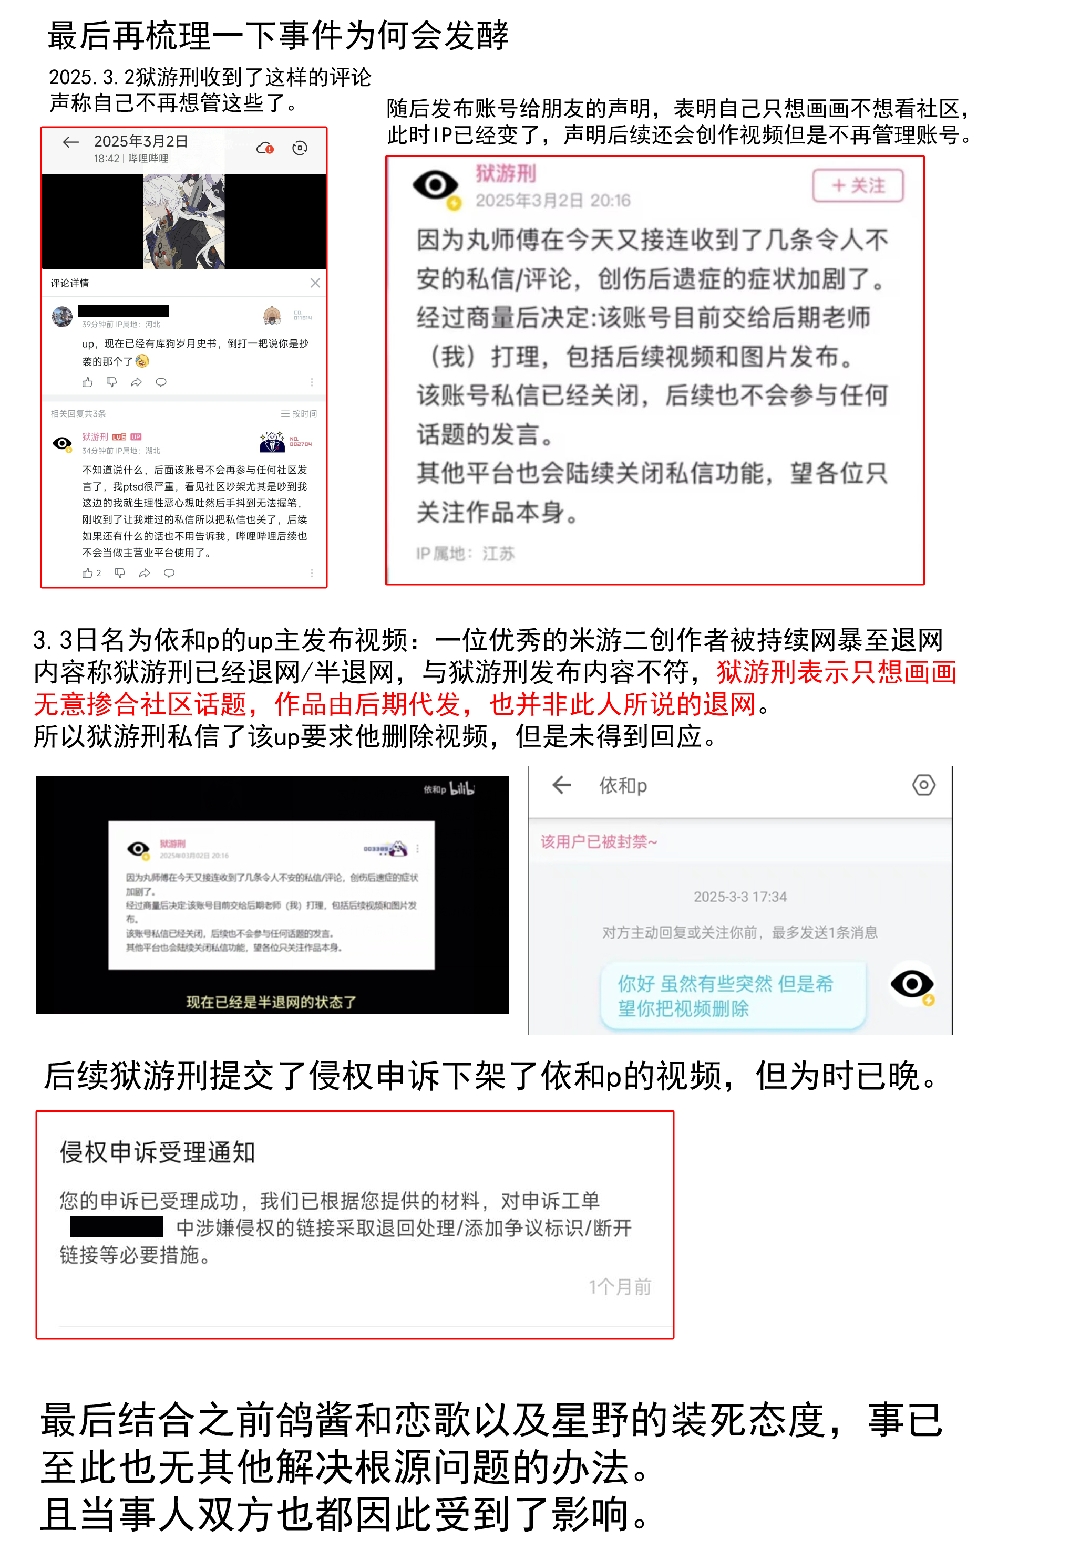 最后再梳理一下事件为何会发酵
2025.3.2狱游刑收到了这样的评论
声称自己不再想管这些了。
随后发布账号给朋友的声明，表明自己只想画画不想看社区，
此时IP已经变了，声明后续还会创作视频但是不再管理账号。
2025年3月2日
18:42 | 哔哩哔哩
评论详情
39分钟前 IP属地：河北
up，现在已经有库狗岁月史书，倒打一耙说你是抄
袭的那个了
相关回复共3条
按时间
狱游刑 LV6 UP
34分钟前 IP属地：湖北
NO.
002704
不知道说什么，后面该账号不会再参与任何社区发
言了，我ptsd很严重，看见社区吵架尤其是吵到我
这边的我就生理性恶心想吐然后手抖到无法握笔，
刚收到了让我难过的私信所以把私信也关了，后续
如果还有什么的话也不用告诉我，哔哩哔哩后续也
不会当做主营业平台使用了。
2
狱游刑
2025年3月2日 20:16
+ 关注
因为丸师傅在今天又接连收到了几条令人不
安的私信/评论，创伤后遗症的症状加剧了。
经过商量后决定:该账号目前交给后期老师
（我）打理，包括后续视频和图片发布。
该账号私信已经关闭，后续也不会参与任何
话题的发言。
其他平台也会陆续关闭私信功能，望各位只
关注作品本身。
IP属地：江苏
3.3日名为依和p的up主发布视频：一位优秀的米游二创作者被持续网暴至退网
内容称狱游刑已经退网/半退网，与狱游刑发布内容不符，狱游刑表示只想画画
无意掺合社区话题，作品由后期代发，也并非此人所说的退网。
所以狱游刑私信了该up要求他删除视频，但是未得到回应。
依和p bilibi
狱游刑
2025年03月02日 20:16
因为丸师傅在今天又接连收到了几条令人不安的私信/评论，创伤后遗症的症状
加剧了。
经过商量后决定:该账号目前交给后期老师（我）打理，包括后续视频和图片发
布。
该账号私信已经关闭，后续也不会参与任何话题的发言。
其他平台也会陆续关闭私信功能，望各位只关注作品本身。
现在已经是半退网的状态了
依和p
该用户已被封禁~
2025-3-3 17:34
对方主动回复或关注你前，最多发送1条消息
你好 虽然有些突然 但是希
望你把视频删除
后续狱游刑提交了侵权申诉下架了依和p的视频，但为时已晚。
侵权申诉受理通知
您的申诉已受理成功，我们已根据您提供的材料，对申诉工单
中涉嫌侵权的链接采取退回处理/添加争议标识/断开
链接等必要措施。
1个月前
最后结合之前鸽酱和恋歌以及星野的装死态度，事已
至此也无其他解决根源问题的办法。
且当事人双方也都因此受到了影响。